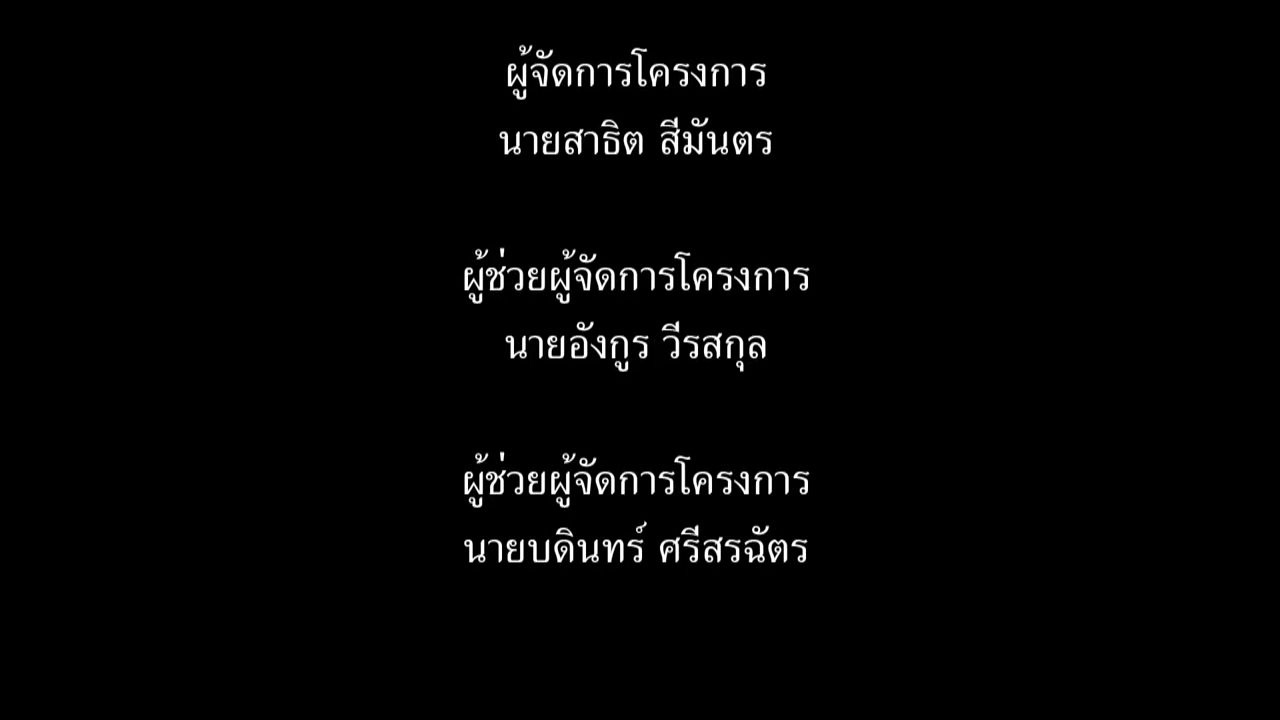 ผู้จัดการโครงการ
นายสาธิต สีมันตร
ผู้ช่วยผู้จัดการโครงการ
นายอังกูร วีรสกุล
ผู้ช่วยผู้จัดการโครงการ
นายบดินทร์ ศรีสรฉัตร